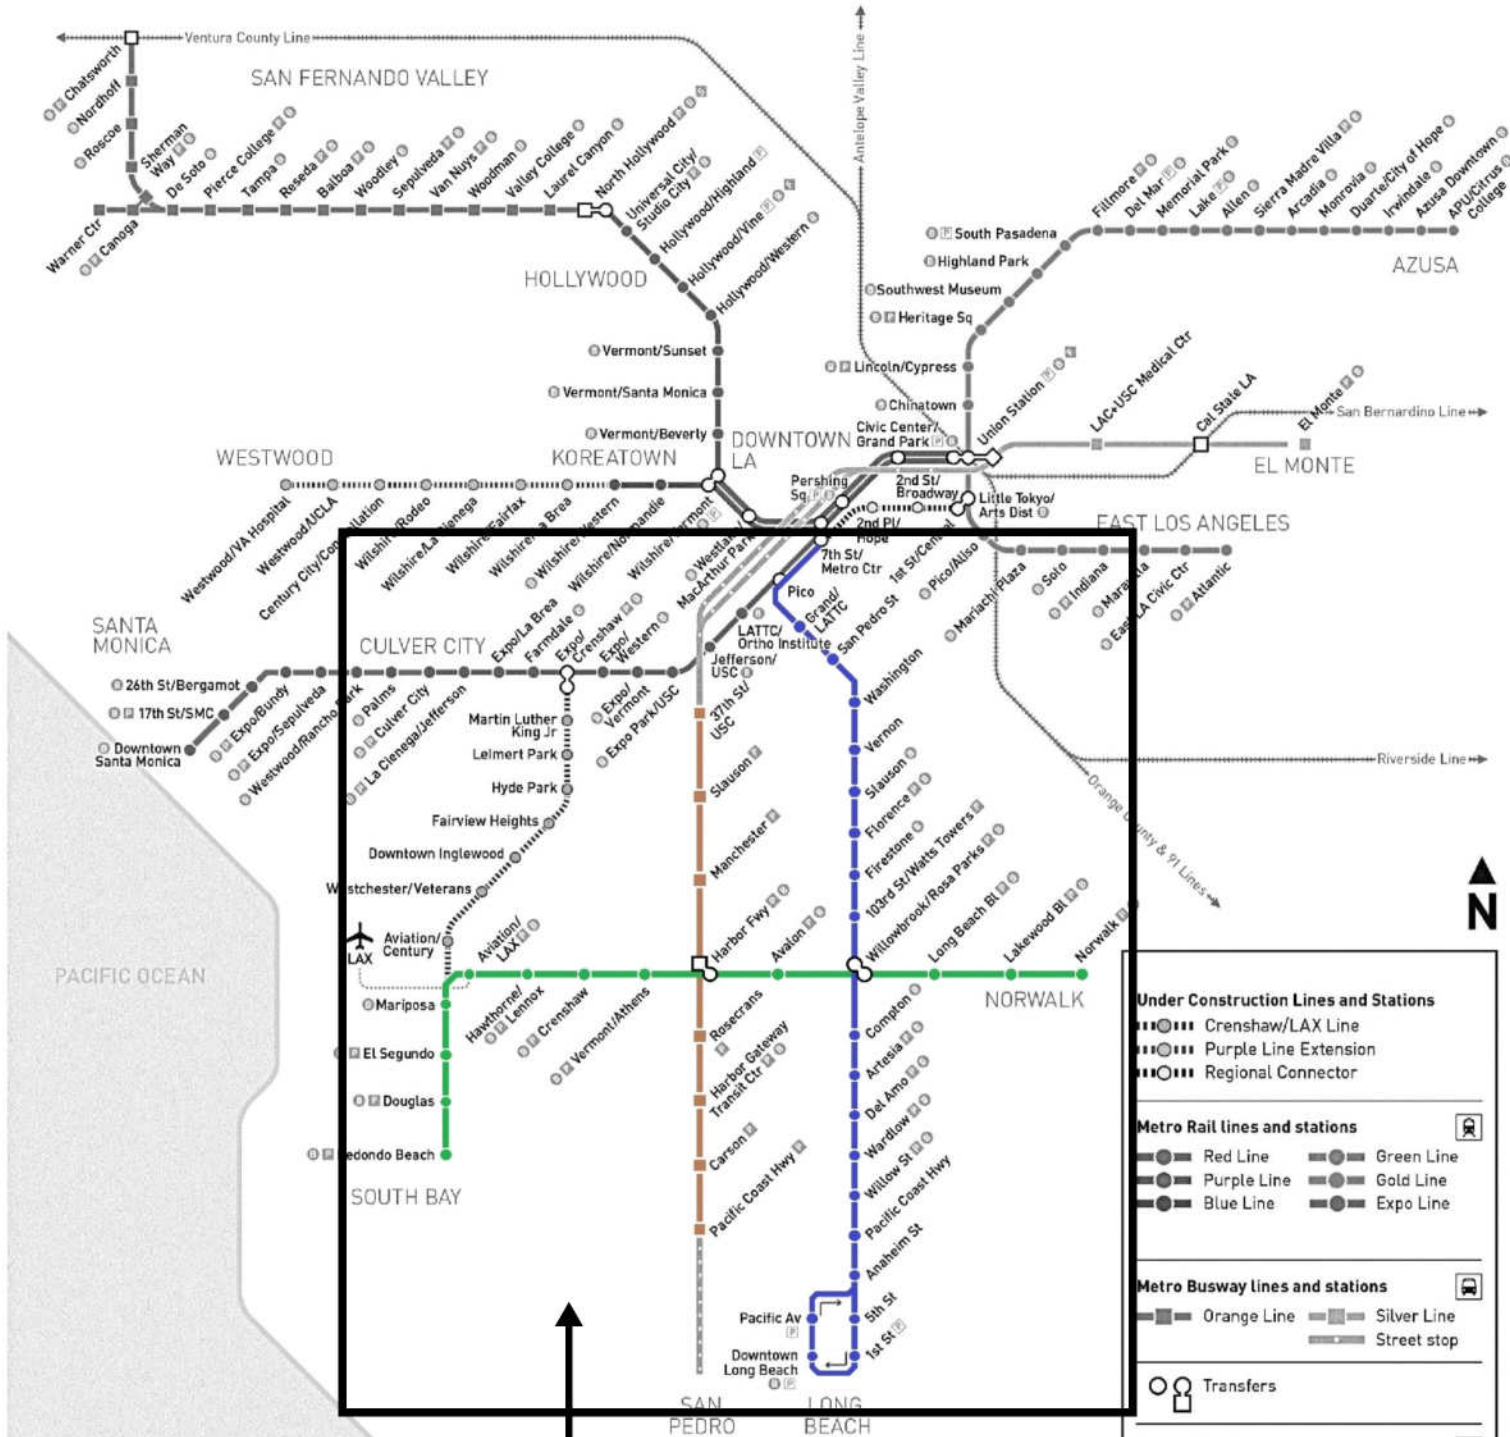 Ventura County Line
Antelope Valley Line
SAN FERNANDO VALLEY
Chatsworth
Nordhoff
Roscoe
Sherman
Way
De Soto
Pierce College
Tampa
Reseda
Balboa
Woodley
Sepulveda
Van Nuys
Woodman
Valley College
Laurel Canyon
North Hollywood
Universal City/
Studio City
Hollywood/Highland
Hollywood/Vine
Hollywood/Western
Warner Ctr
Canoga
HOLLYWOOD
Fillmore
Del Mar
Memorial Park
Lake
Allen
Sierra Madre Villa
Arcadia
Monrovia
Duarte/City of Hope
Irwindale
Azusa Downtown
APU/Citrus
College
South Pasadena
Highland Park
AZUSA
Southwest Museum
Heritage Sq
Vermont/Sunset
Lincoln/Cypress
Vermont/Santa Monica
Chinatown
Union Station
LAC+USC Medical Ctr
Cal State LA
El Monte
San Bernardino Line
Vermont/Beverly
DOWNTOWN
LA
Civic Center/
Grand Park
WESTWOOD
KOREATOWN
EL MONTE
Pershing
Sq
2nd St/
Broadway
Little Tokyo/
Arts Dist
2nd Pl/
Hope
EAST LOS ANGELES
Westwood/VA Hospital
Westwood/UCLA
Wilshire/Rodeo
Wilshire/La Cienega
Wilshire/Fairfax
Wilshire/La Brea
Wilshire/Western
Wilshire/Normandie
Wilshire/Vermont
Westlake/
MacArthur Park
7th St/
Metro Ctr
1st St/Central
Pico/Aliso
Mariachi Plaza
Soto
Indiana
East LA Civic Ctr
Atlantic
Pico
Grand/
LATTC
San Pedro St
LATTC/
Ortho Institute
Jefferson/
USC
SANTA
MONICA
CULVER CITY
Expo/La Brea
Farmdale
Expo/
Crenshaw
Expo/
Western
26th St/Bergamot
17th St/SMC
Downtown
Santa Monica
Expo/Bundy
Expo/Sepulveda
Westwood/Rancho Park
Palms
Culver City
La Cienega/Jefferson
Expo/
Vermont
Expo Park/USC
37th St/
USC
Washington
Martin Luther
King Jr
Leimert Park
Hyde Park
Fairview Heights
Downtown Inglewood
Westchester/Veterans
Slauson
Manchester
Vernon
Slauson
Florence
Firestone
103rd St/Watts Towers
Willowbrook/Rosa Parks
Riverside Line
Orange County & 91 Lines
LAX
Aviation/
Century
Aviation/
LAX
Harbor Fwy
Avalon
Long Beach Bl
Lakewood Bl
Norwalk
N
PACIFIC OCEAN
Mariposa
El Segundo
Douglas
Redondo Beach
SOUTH BAY
Hawthorne/
Lennox
Crenshaw
Vermont/Athens
Rosecrans
Harbor Gateway
Transit Ctr
Carson
Pacific Coast Hwy
NORWALK
Compton
Artesia
Del Amo
Wardlow
Willow St
Pacific Coast Hwy
Anaheim St
5th St
1st St
Pacific Av
Downtown
Long Beach
SAN
PEDRO
LONG
BEACH
Under Construction Lines and Stations
Crenshaw/LAX Line
Purple Line Extension
Regional Connector
Metro Rail lines and stations
Red Line
Green Line
Purple Line
Gold Line
Blue Line
Expo Line
Metro Busway lines and stations
Orange Line
Silver Line
Street stop
Transfers